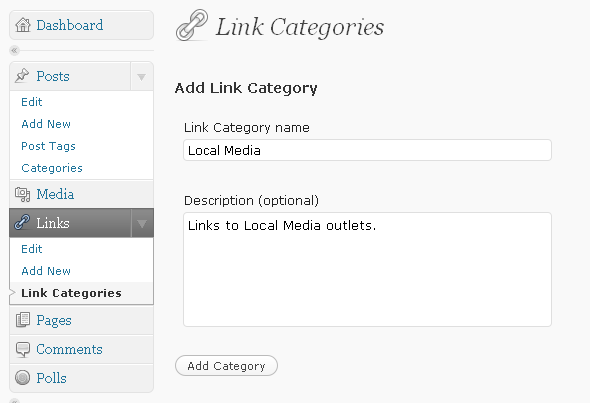 Dashboard
Posts
Edit
Add New
Post Tags
Categories
Media
Links
Edit
Add New
Link Categories
Pages
Comments
Polls
Link Categories
Add Link Category
Link Category name
Local Media
Description (optional)
Links to Local Media outlets.
Add Category